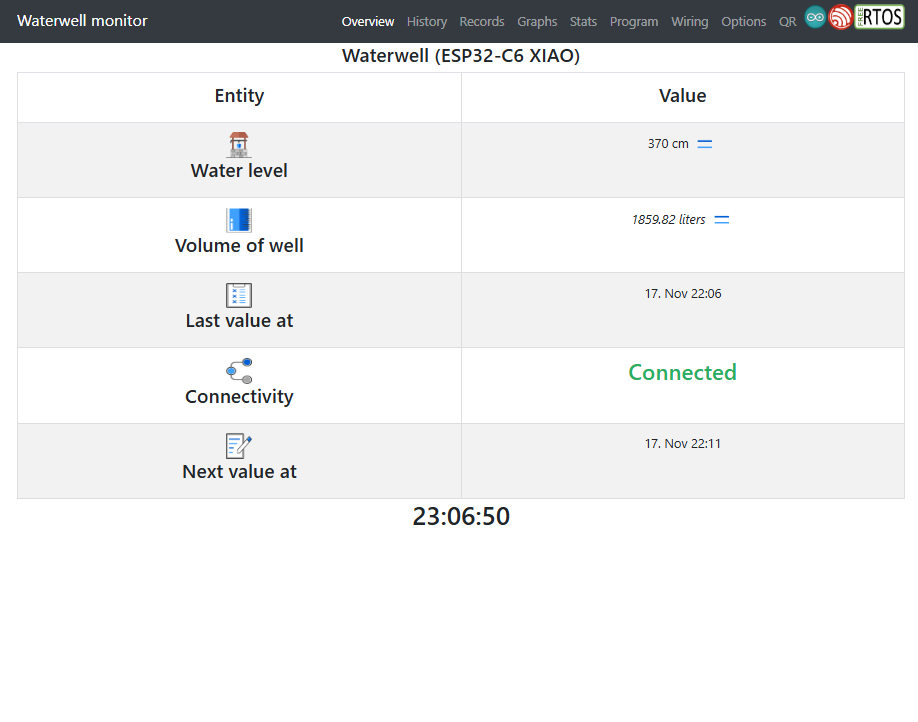 Waterwell monitor
Overview History Records Graphs Stats Program Wiring Options QR FREE RTOS
Waterwell (ESP32-C6 XIAO)
Entity Value
Water level 370 cm
Volume of well 1859.82 liters
Last value at 17. Nov 22:06
Connectivity Connected
Next value at 17. Nov 22:11
23:06:50